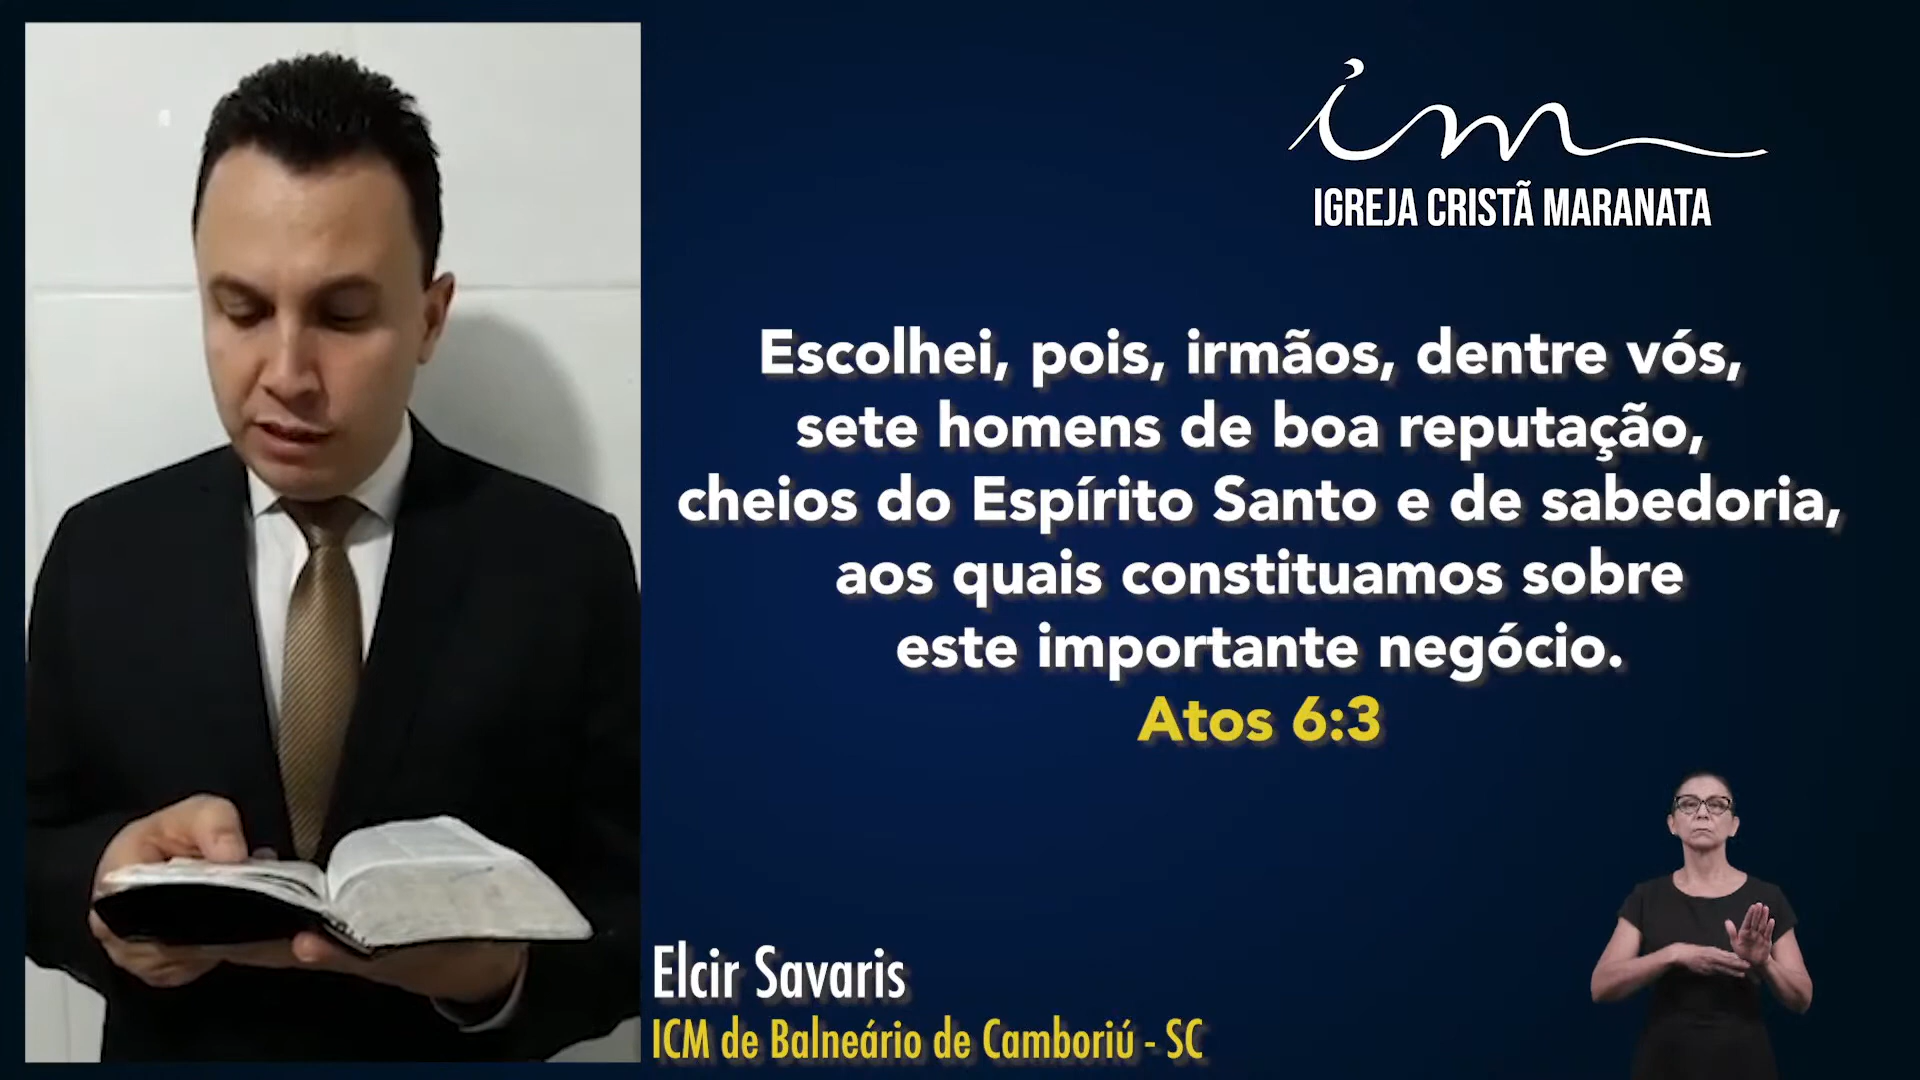 im
IGREJA CRISTÃ MARANATA
Escolhei, pois, irmãos, dentre vós,
sete homens de boa reputação,
cheios do Espírito Santo e de sabedoria,
aos quais constituamos sobre
este importante negócio.
Atos 6:3
Elcir Savaris
ICM de Balneário de Camboriú - SC